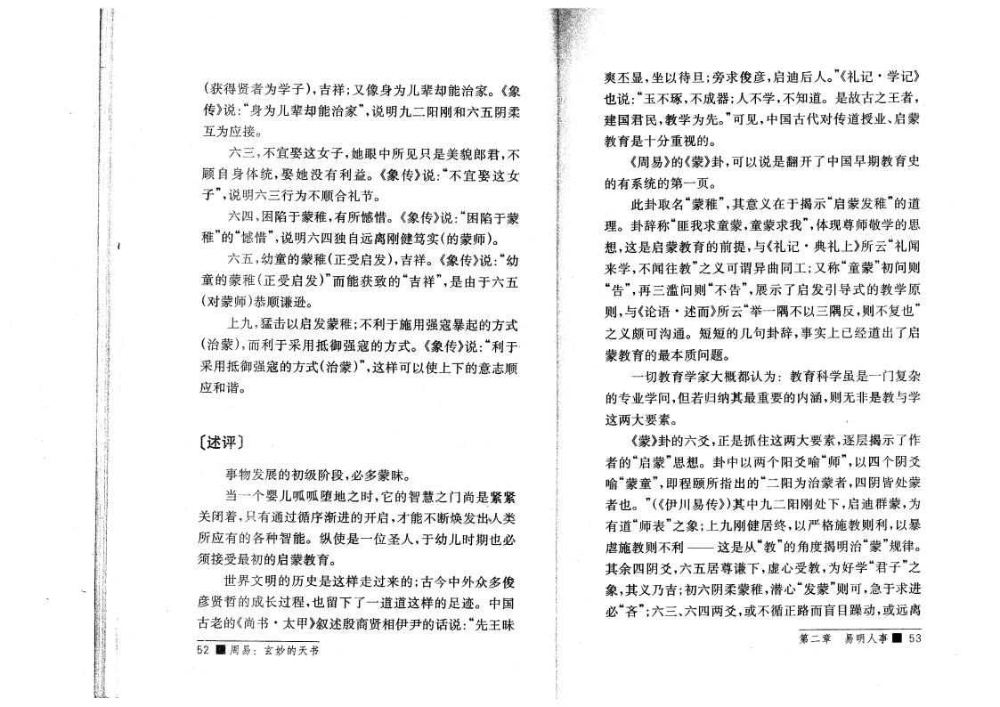 (获得贤者为学子),吉祥;又像身为儿辈却能治家。《象
传》说:“身为儿辈却能治家”,说明九二阳刚和六五阴柔
互为应接。
六三,不宜娶这女子,她眼中所见只是美貌郎君,不
顾自身体统,娶她没有利益。《象传》说:“不宜娶这女
子”,说明六三行为不顺合礼节。
六四,困陷于蒙稚,有所憾惜。《象传》说:“困陷于蒙
稚”的“憾惜”,说明六四独自远离刚健笃实(的蒙师)。
六五,幼童的蒙稚(正受启发),吉祥。《象传》说:“幼
童的蒙稚(正受启发)”而能获致的“吉祥”,是由于六五
(对蒙师)恭顺谦逊。
上九,猛击以启发蒙稚;不利于施用强寇暴起的方式
(治蒙),而利于采用抵御强寇的方式。《象传》说:“利于
采用抵御强寇的方式(治蒙)”,这样可以使上下的意志顺
应和谐。
〔述评〕
事物发展的初级阶段,必多蒙昧。
当一个婴儿呱呱堕地之时,它的智慧之门尚是紧紧
关闭着,只有通过循序渐进的开启,才能不断焕发出人类
所应有的各种智能。纵使是一位圣人,于幼儿时期也必
须接受最初的启蒙教育。
世界文明的历史是这样走过来的;古今中外众多俊
彦贤哲的成长过程,也留下了一道道这样的足迹。中国
古老的《尚书·太甲》叙述殷商贤相伊尹的话说:“先王昧
52 ■ 周易:玄妙的天书
爽丕显,坐以待旦;旁求俊彦,启迪后人。”《礼记·学记》
也说:“玉不琢,不成器;人不学,不知道。是故古之王者,
建国君民,教学为先。”可见,中国古代对传道授业、启蒙
教育是十分重视的。
《周易》的《蒙》卦,可以说是翻开了中国早期教育史
的有系统的第一页。
此卦取名“蒙稚”,其意义在于揭示“启蒙发稚”的道
理。卦辞称“匪我求童蒙,童蒙求我”,体现尊师敬学的思
想,这是启蒙教育的前提,与《礼记·典礼上》所云“礼闻
来学,不闻往教”之义可谓异曲同工;又称“童蒙”初问则
“告”,再三滥问则“不告”,展示了启发引导式的教学原
则,与《论语·述而》所云“举一隅不以三隅反,则不复也”
之义颇可沟通。短短的几句卦辞,事实上已经道出了启
蒙教育的最本质问题。
一切教育学家大概都认为:教育科学虽是一门复杂
的专业学问,但若归纳其最重要的内涵,则无非是教与学
这两大要素。
《蒙》卦的六爻,正是抓住这两大要素,逐层揭示了作
者的“启蒙”思想。卦中以两个阳爻喻“师”,以四个阴爻
喻“蒙童”,即程颐所指出的“二阳为治蒙者,四阴皆处蒙
者也。”(《伊川易传》)其中九二阳刚处下,启迪群蒙,为
有道“师表”之象;上九刚健居终,以严格施教则利,以暴
虐施教则不利——这是从“教”的角度揭明治“蒙”规律。
其余四阴爻,六五居尊谦下,虚心受教,为好学“君子”之
象,其义乃吉;初六阴柔蒙稚,潜心“发蒙”则可,急于求进
必“吝”;六三、六四两爻,或不循正路而盲目躁动,或远离
第二章 易明人事 ■ 53